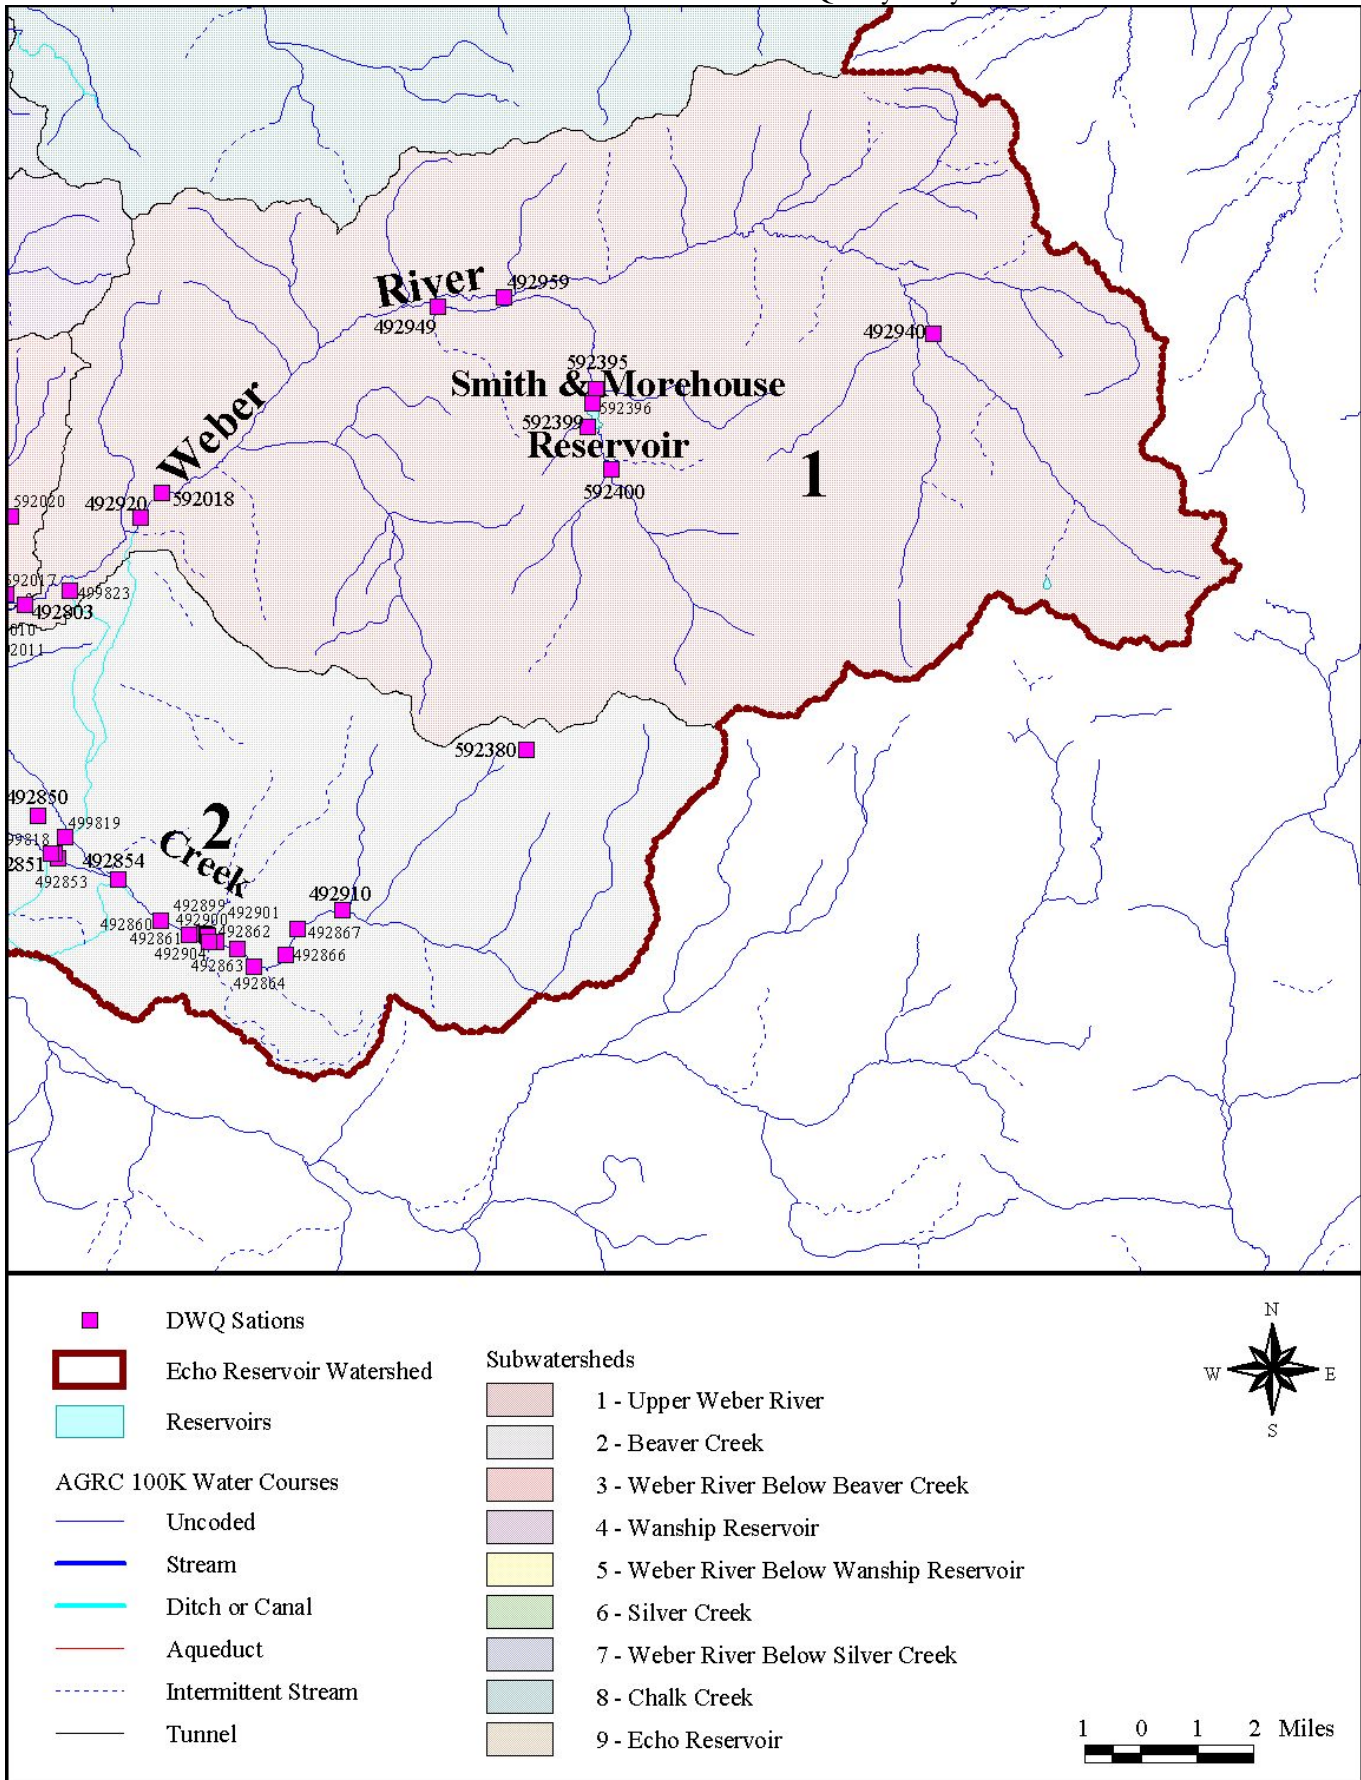 River
492959
492949
492940
592395
Smith & Morehouse
592396
592399
Reservoir
592400
1
Weber
592018
492920
592020
592017
499823
492803
592380
492850
499819
2
Creek
492854
492853
492910
492899
492901
492860
492900
492867
492861
492862
492904
492866
492863
492864
DWQ Sations
Echo Reservoir Watershed
Reservoirs
AGRC 100K Water Courses
Uncoded
Stream
Ditch or Canal
Aqueduct
Intermittent Stream
Tunnel
Subwatersheds
1 - Upper Weber River
2 - Beaver Creek
3 - Weber River Below Beaver Creek
4 - Wanship Reservoir
5 - Weber River Below Wanship Reservoir
6 - Silver Creek
7 - Weber River Below Silver Creek
8 - Chalk Creek
9 - Echo Reservoir
N
W E
S
1 0 1 2 Miles